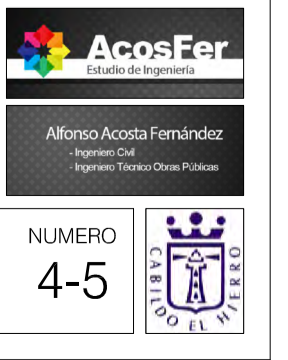 AcosFer
Estudio de Ingeniería
Alfonso Acosta Fernández
- Ingeniero Civil
- Ingeniero Técnico Obras Públicas
NUMERO
4-5
CABILDO EL HIERRO